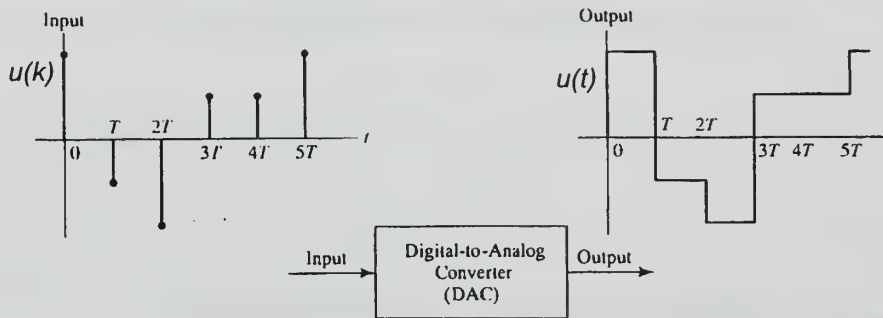 Input
u(k)
T 2T
0 3T 4T 5T t
Output
u(t)
T 2T
0 3T 4T 5T
Input
Digital-to-Analog
Converter
(DAC)
Output